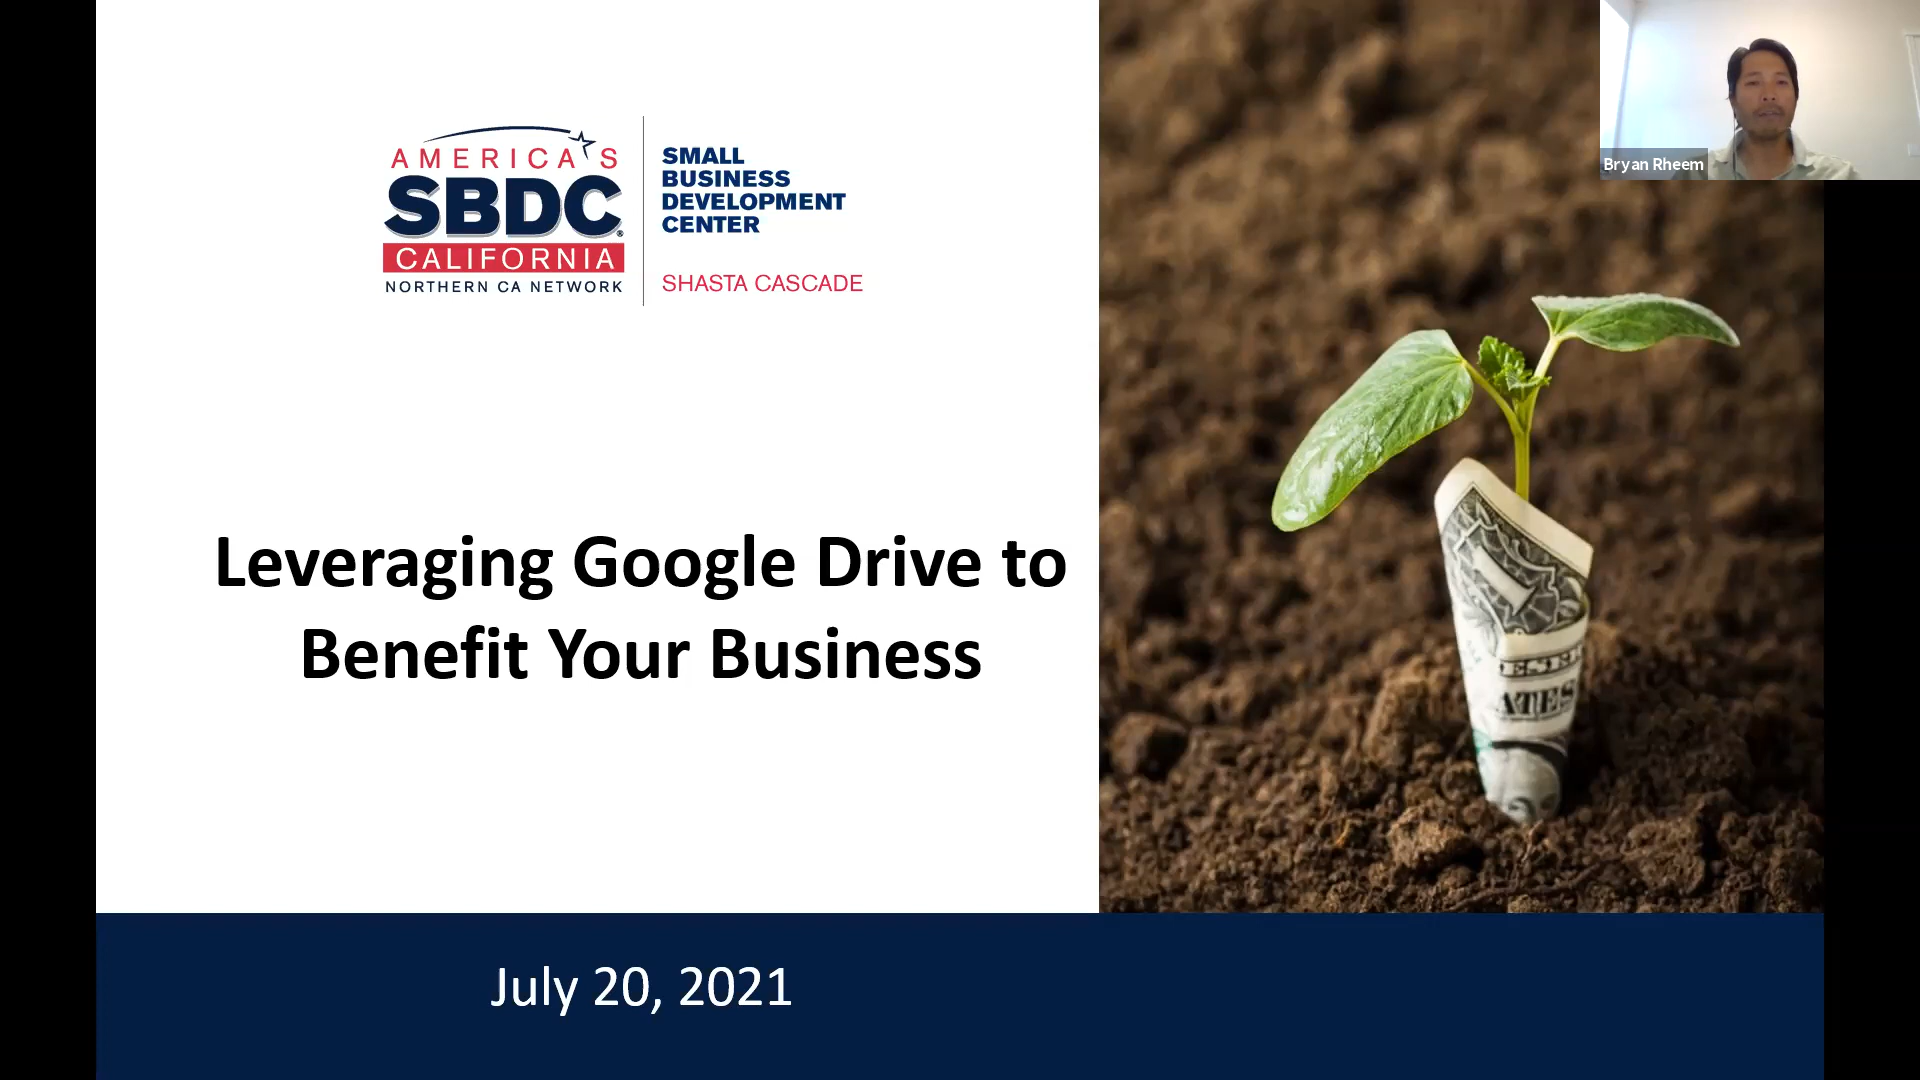 AMERICA'S
SBDC
CALIFORNIA
NORTHERN CA NETWORK
SMALL
BUSINESS
DEVELOPMENT
CENTER
SHASTA CASCADE
Bryan Rheem
Leveraging Google Drive to
Benefit Your Business
ATES
July 20, 2021